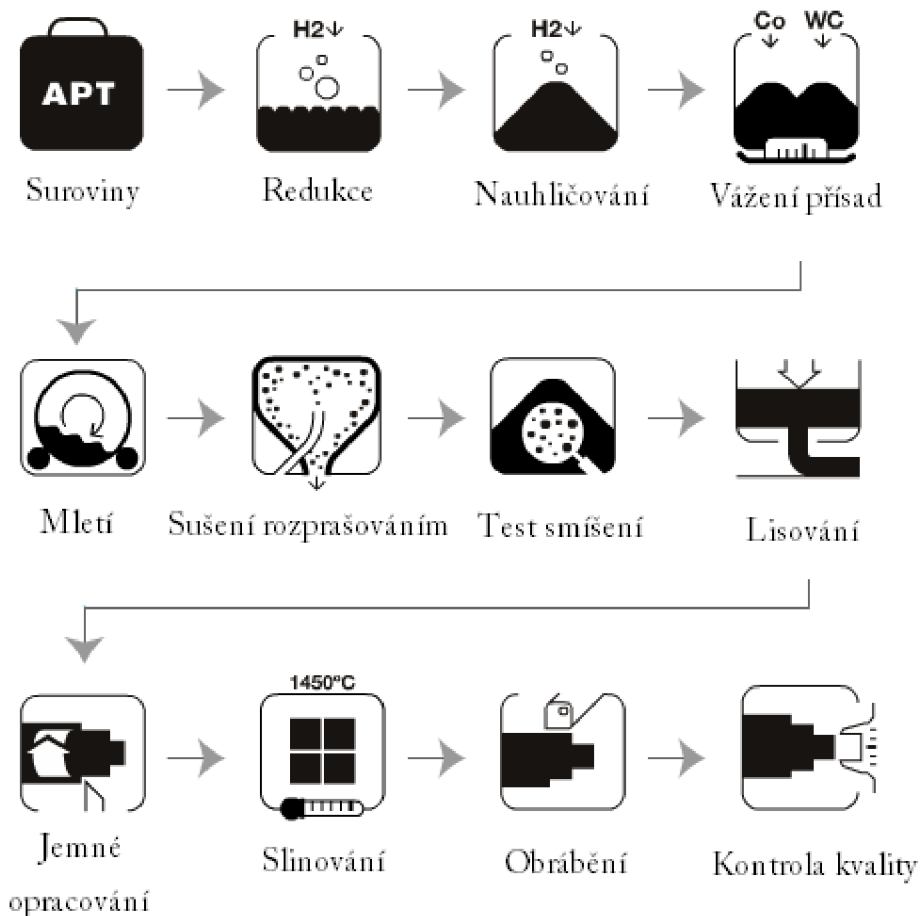 H2↓ H2↓ Co WC
APT
Suroviny Redukce Nauhličování Vážení přísad
Mletí Sušení rozprašováním Test smíšení Lisování
1450°C
Jemné
opracování
Slinování Obrábění Kontrola kvality